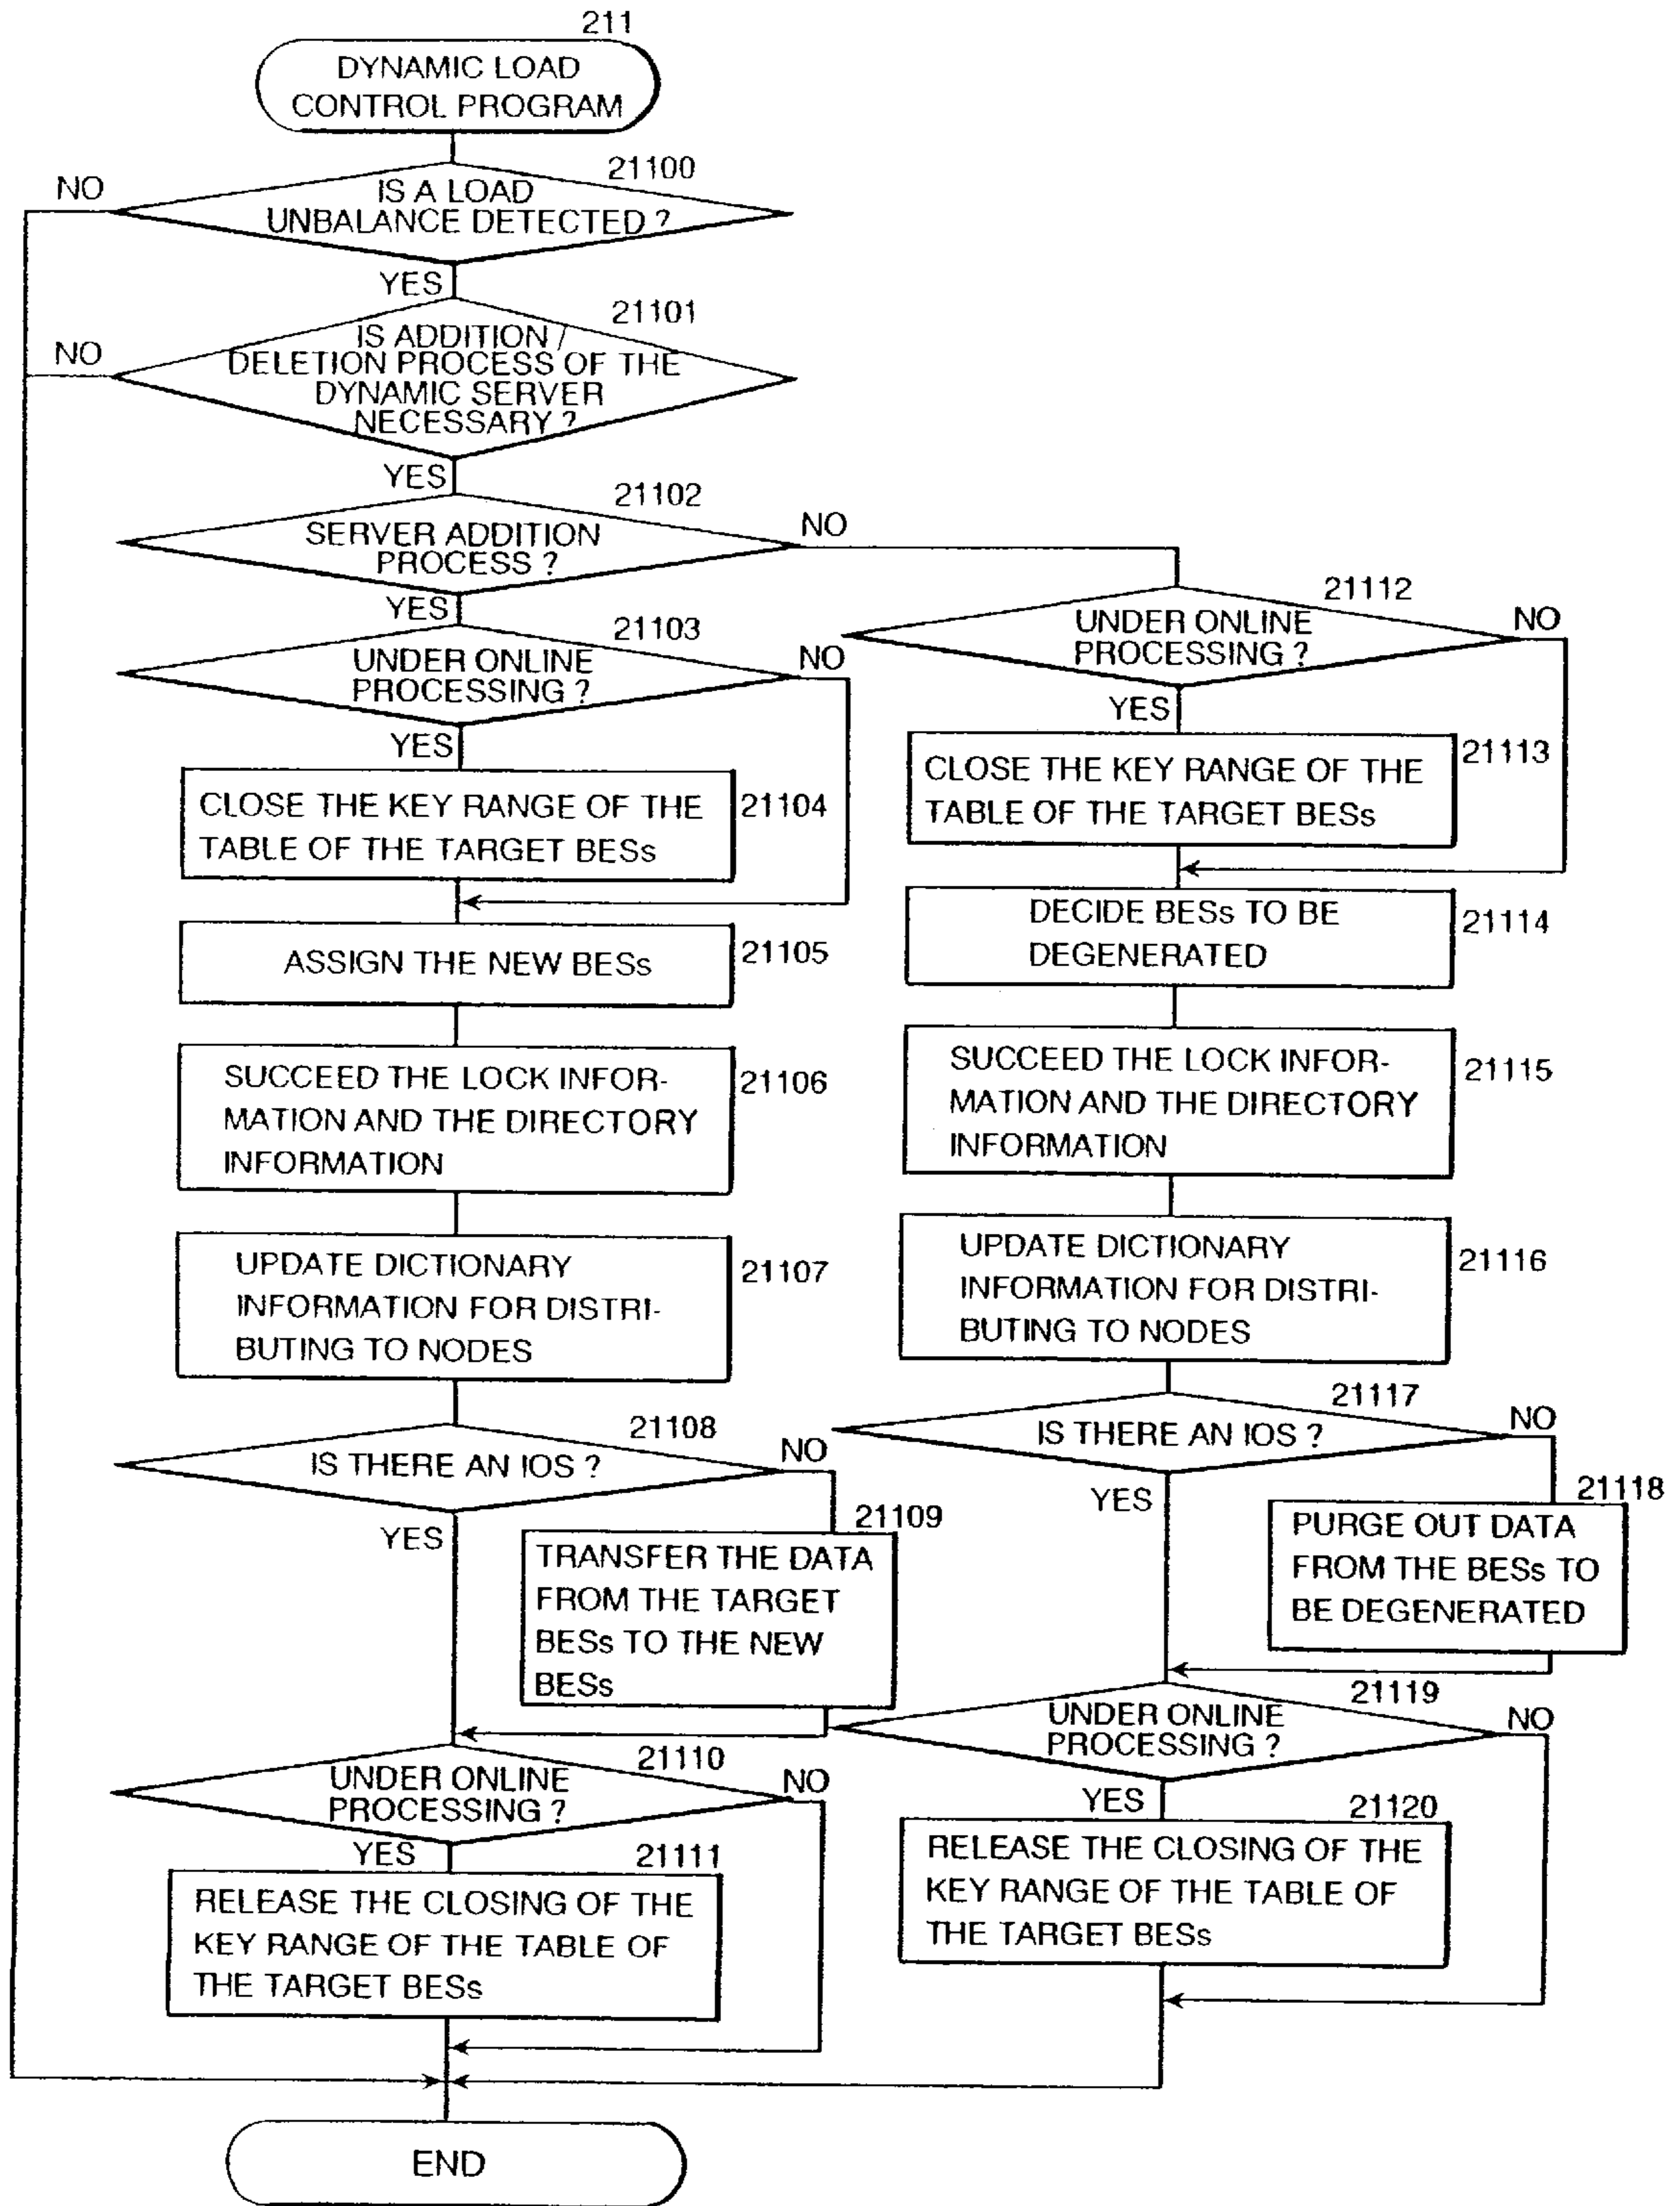 211
DYNAMIC LOAD
CONTROL PROGRAM
21100
NO
IS A LOAD
UNBALANCE DETECTED ?
YES
21101
NO
IS ADDITION /
DELETION PROCESS OF THE
DYNAMIC SERVER
NECESSARY ?
YES
21102
NO
SERVER ADDITION
PROCESS ?
YES
21103
UNDER ONLINE
PROCESSING ?
NO
YES
CLOSE THE KEY RANGE OF THE
TABLE OF THE TARGET BESs
21104
ASSIGN THE NEW BESs
21105
SUCCEED THE LOCK INFOR-
MATION AND THE DIRECTORY
INFORMATION
21106
UPDATE DICTIONARY
INFORMATION FOR DISTRI-
BUTING TO NODES
21107
21108
IS THERE AN IOS ?
NO
YES
21109
TRANSFER THE DATA
FROM THE TARGET
BESs TO THE NEW
BESs
21110
UNDER ONLINE
PROCESSING ?
NO
YES
21111
RELEASE THE CLOSING OF THE
KEY RANGE OF THE TABLE OF
THE TARGET BESs
21112
UNDER ONLINE
PROCESSING ?
NO
YES
CLOSE THE KEY RANGE OF THE
TABLE OF THE TARGET BESs
21113
DECIDE BESs TO BE
DEGENERATED
21114
SUCCEED THE LOCK INFOR-
MATION AND THE DIRECTORY
INFORMATION
21115
UPDATE DICTIONARY
INFORMATION FOR DISTRI-
BUTING TO NODES
21116
21117
IS THERE AN IOS ?
NO
YES
21118
PURGE OUT DATA
FROM THE BESs TO
BE DEGENERATED
21119
UNDER ONLINE
PROCESSING ?
NO
YES
21120
RELEASE THE CLOSING OF THE
KEY RANGE OF THE TABLE OF
THE TARGET BESs
END